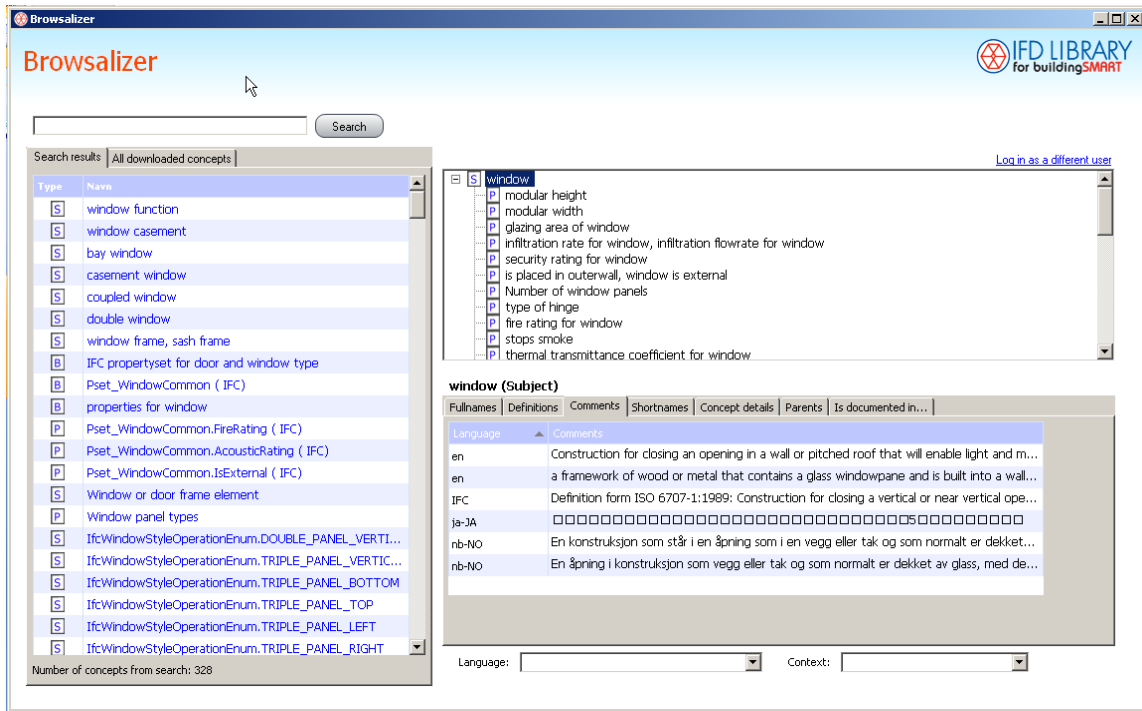 Browsalizer
Browsalizer
IFD LIBRARY
for buildingSMART
Search
Search results
All downloaded concepts
Log in as a different user
Type Navn
S window function
S window casement
S bay window
S casement window
S coupled window
S double window
S window frame, sash frame
B IFC propertyset for door and window type
B Pset_WindowCommon ( IFC)
B properties for window
P Pset_WindowCommon.FireRating ( IFC)
P Pset_WindowCommon.AcousticRating ( IFC)
P Pset_WindowCommon.IsExternal ( IFC)
S Window or door frame element
P Window panel types
S IfcWindowStyleOperationEnum.DOUBLE_PANEL_VERTI...
S IfcWindowStyleOperationEnum.TRIPLE_PANEL_VERTIC...
S IfcWindowStyleOperationEnum.TRIPLE_PANEL_BOTTOM
S IfcWindowStyleOperationEnum.TRIPLE_PANEL_TOP
S IfcWindowStyleOperationEnum.TRIPLE_PANEL_LEFT
S IfcWindowStyleOperationEnum.TRIPLE_PANEL_RIGHT
Number of concepts from search: 328
S window
P modular height
P modular width
P glazing area of window
P infiltration rate for window, infiltration flowrate for window
P security rating for window
P is placed in outerwall, window is external
P Number of window panels
P type of hinge
P fire rating for window
P stops smoke
P thermal transmittance coefficient for window
window (Subject)
Fullnames Definitions Comments Shortnames Concept details Parents Is documented in...
Language Comments
en Construction for closing an opening in a wall or pitched roof that will enable light and m...
en a framework of wood or metal that contains a glass windowpane and is built into a wall...
IFC Definition form ISO 6707-1:1989: Construction for closing a vertical or near vertical ope...
ja-JA □□□□□□□□□□□□□□□□□□□□□□□□□□□□□□5□□□□□□□□□
nb-NO En konstruksjon som står i en åpning som i en vegg eller tak og som normalt er dekket...
nb-NO En åpning i konstruksjon som vegg eller tak og som normalt er dekket av glass, med de...
Language:
Context: